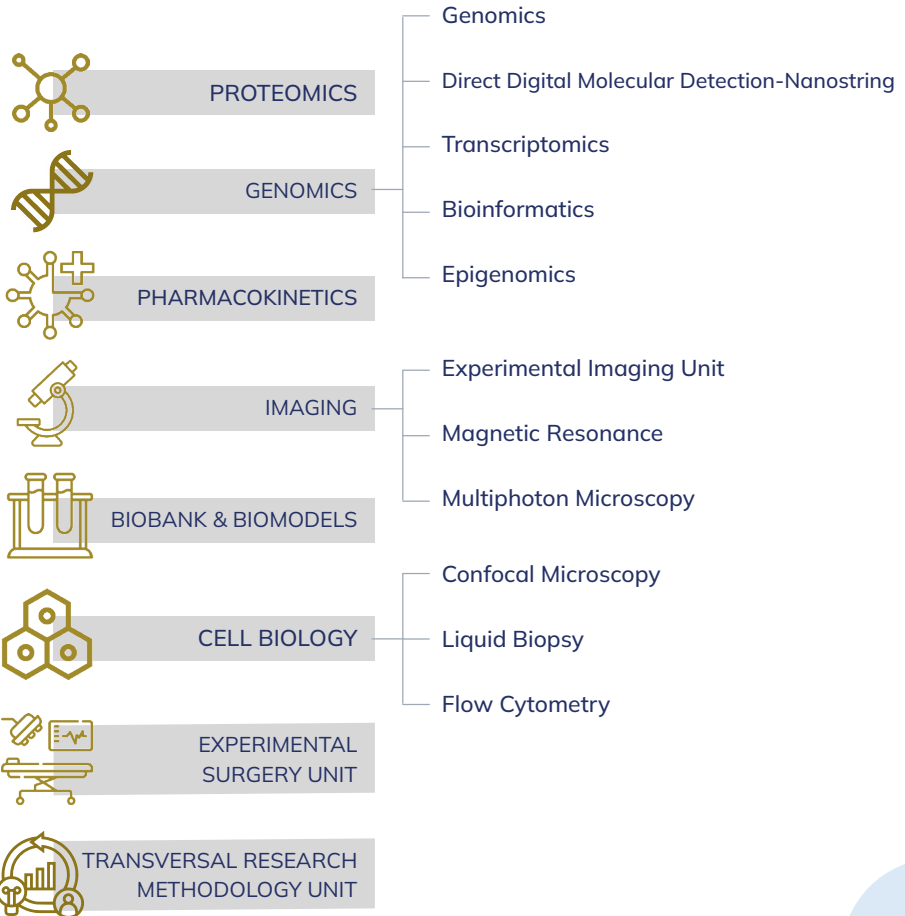 PROTEOMICS
GENOMICS
Genomics
Direct Digital Molecular Detection-Nanostring
Transcriptomics
Bioinformatics
Epigenomics
PHARMACOKINETICS
IMAGING
Experimental Imaging Unit
Magnetic Resonance
Multiphoton Microscopy
BIOBANK & BIOMODELS
CELL BIOLOGY
Confocal Microscopy
Liquid Biopsy
Flow Cytometry
EXPERIMENTAL
SURGERY UNIT
TRANSVERSAL RESEARCH
METHODOLOGY UNIT